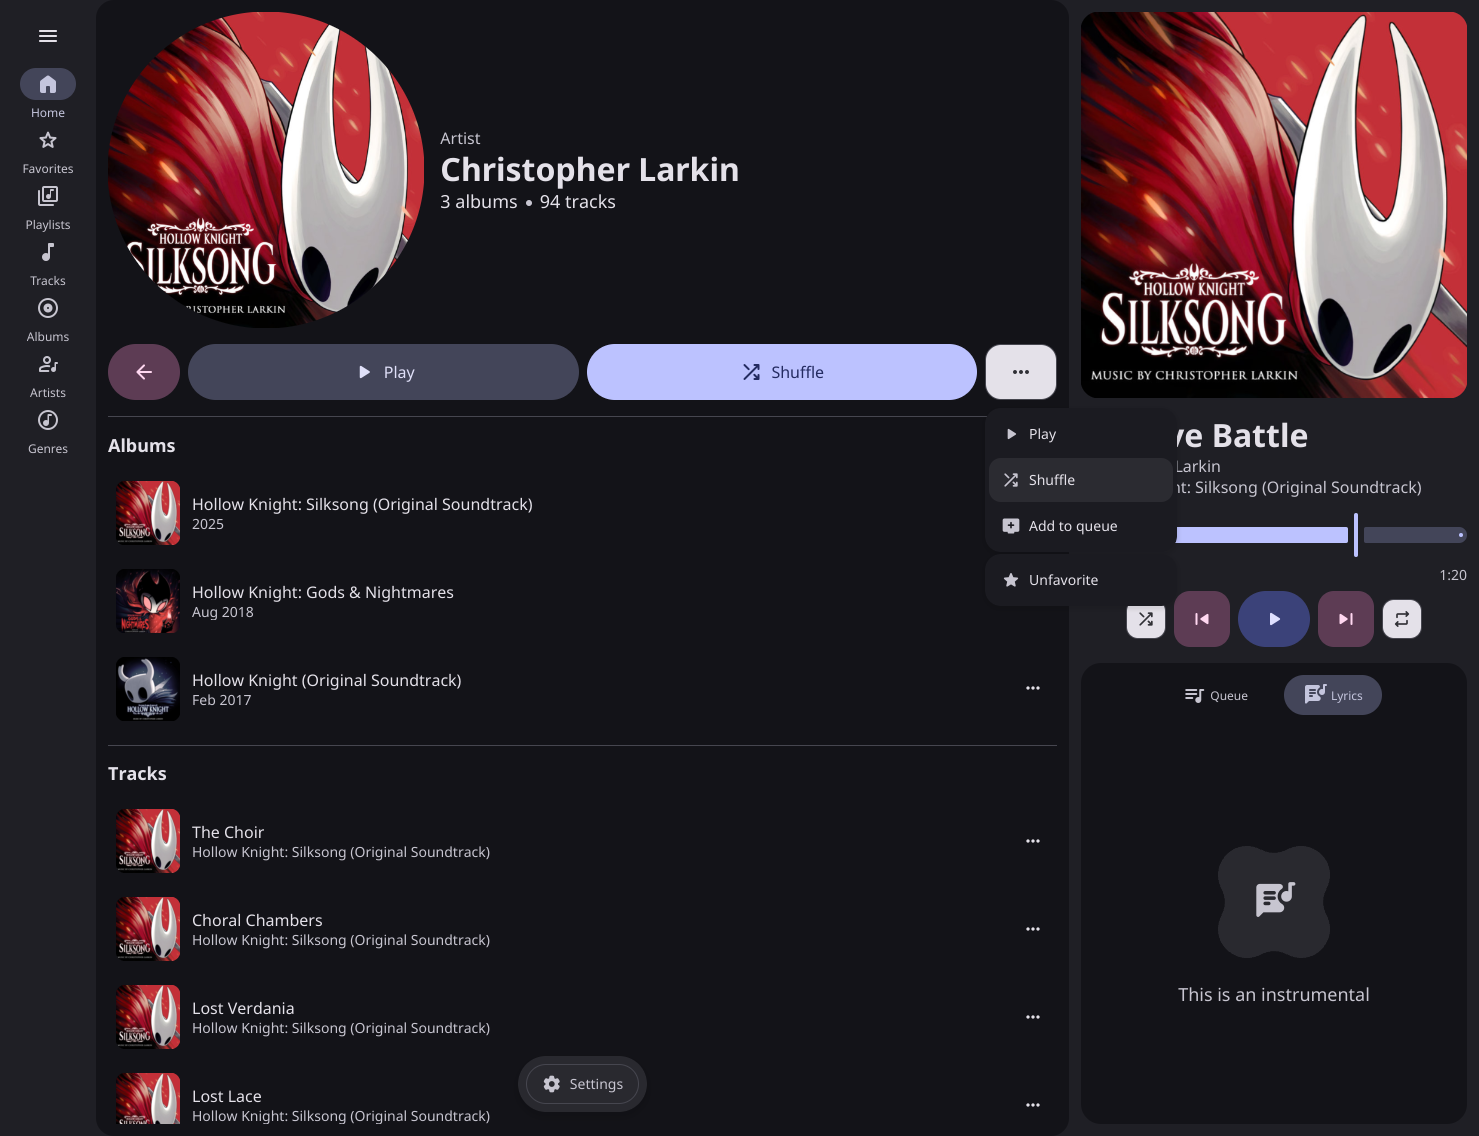 Home
Favorites
Playlists
Tracks
Albums
Artists
Genres
HOLLOW KNIGHT
SILKSONG
RISTOPHER LARKIN
Artist
Christopher Larkin
3 albums • 94 tracks
Play
Shuffle
Albums
Hollow Knight: Silksong (Original Soundtrack)
2025
Hollow Knight: Gods & Nightmares
Aug 2018
Hollow Knight (Original Soundtrack)
Feb 2017
Tracks
The Choir
Hollow Knight: Silksong (Original Soundtrack)
Choral Chambers
Hollow Knight: Silksong (Original Soundtrack)
Lost Verdania
Hollow Knight: Silksong (Original Soundtrack)
Lost Lace
Hollow Knight: Silksong (Original Soundtrack)
Settings
Play
Shuffle
Add to queue
Unfavorite
HOLLOW KNIGHT
SILKSONG
MUSIC BY CHRISTOPHER LARKIN
ve Battle
Larkin
ht: Silksong (Original Soundtrack)
1:20
Queue
Lyrics
This is an instrumental